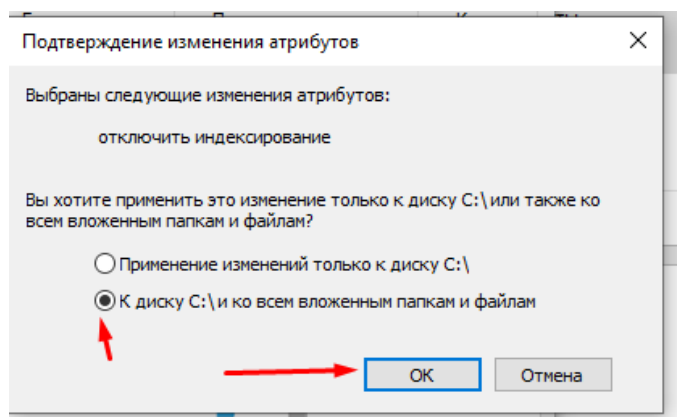 Подтверждение изменения атрибутов
Выбраны следующие изменения атрибутов:
отключить индексирование
Вы хотите применить это изменение только к диску C:\ или также ко
всем вложенным папкам и файлам?
Применение изменений только к диску C:\
К диску C:\ и ко всем вложенным папкам и файлам
ОК
Отмена